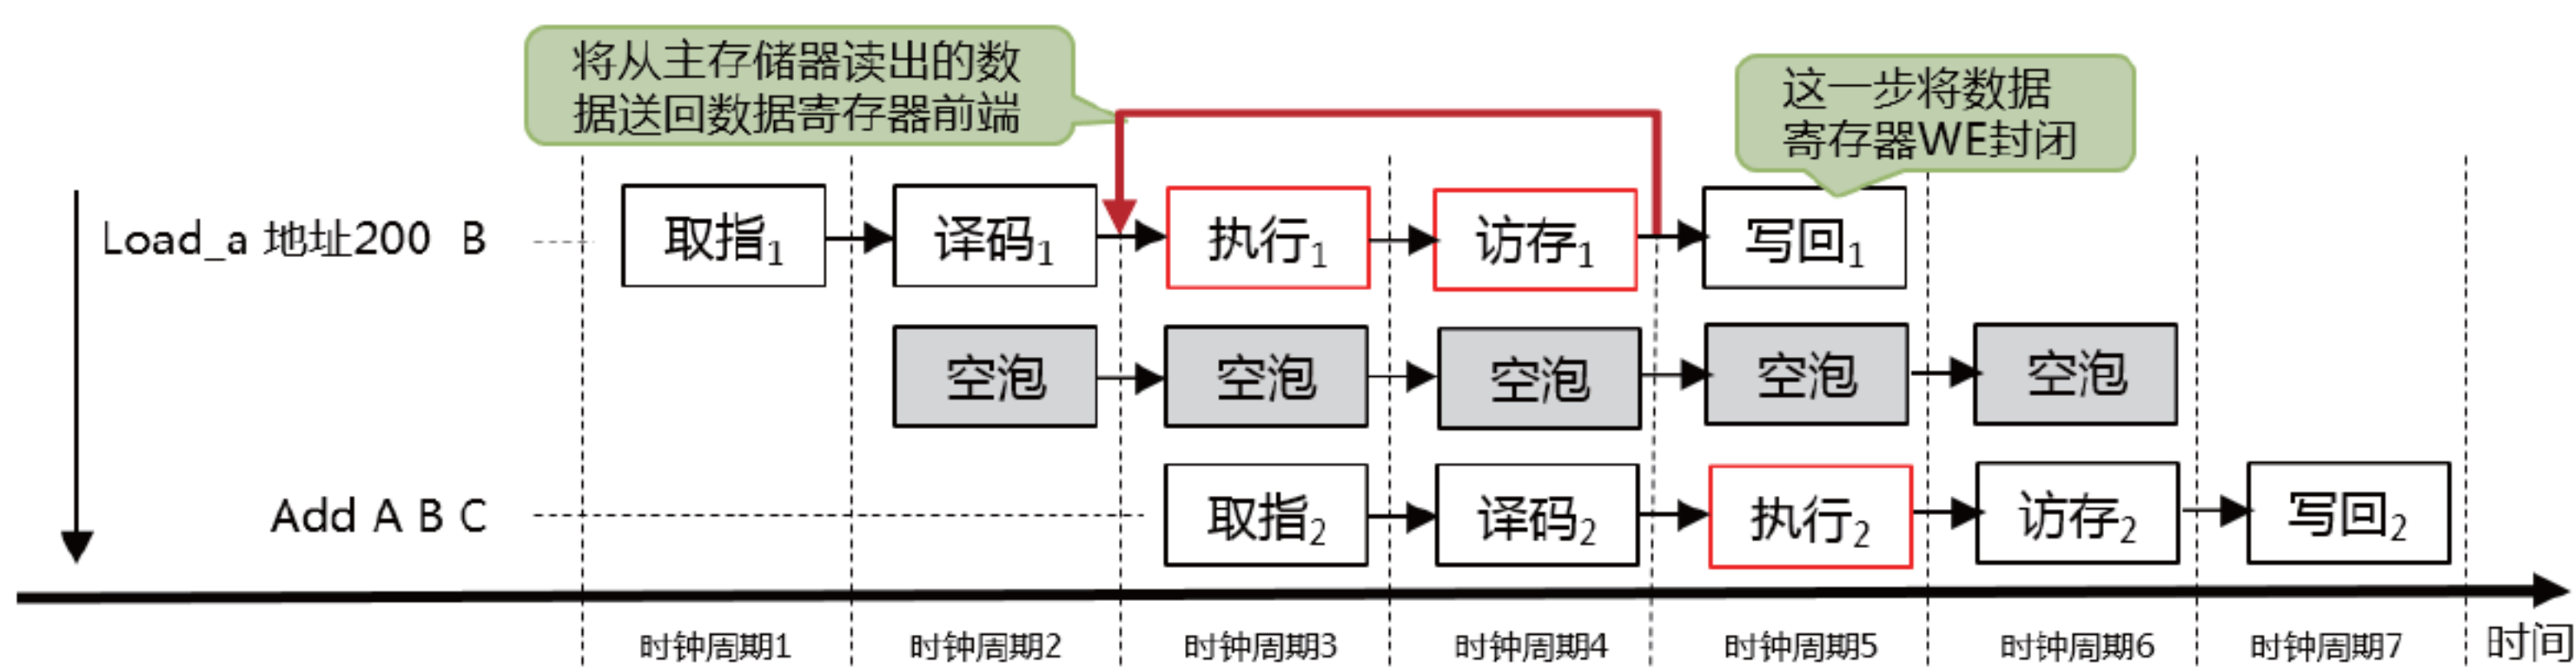 将从主存储器读出的数
据送回数据寄存器前端
这一步将数据
寄存器WE封闭
Load_a 地址200 B
取指1
译码1
执行1
访存1
写回1
空泡
空泡
空泡
空泡
空泡
Add A B C
取指2
译码2
执行2
访存2
写回2
时钟周期1
时钟周期2
时钟周期3
时钟周期4
时钟周期5
时钟周期6
时钟周期7
时间